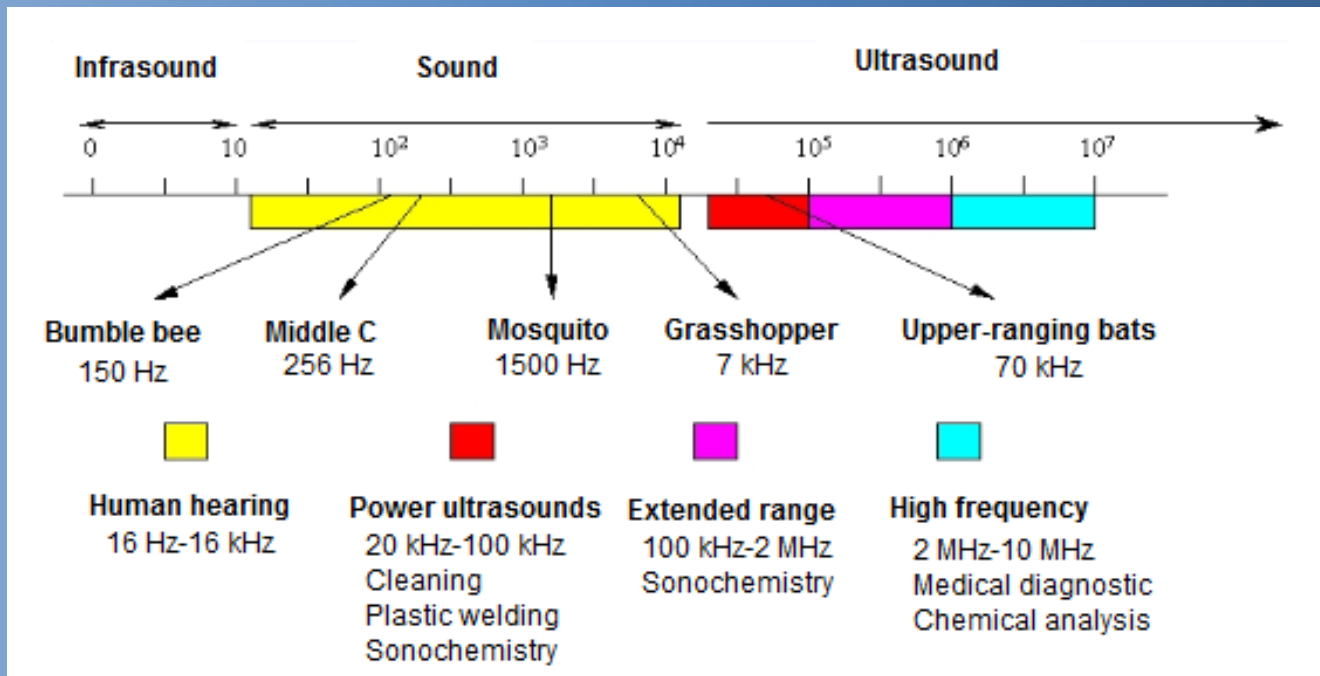 Infrasound
Sound
Ultrasound
0
10
10²
10³
10⁴
10⁵
10⁶
10⁷
Bumble bee
150 Hz
Middle C
256 Hz
Mosquito
1500 Hz
Grasshopper
7 kHz
Upper-ranging bats
70 kHz
Human hearing
16 Hz-16 kHz
Power ultrasounds
20 kHz-100 kHz
Cleaning
Plastic welding
Sonochemistry
Extended range
100 kHz-2 MHz
Sonochemistry
High frequency
2 MHz-10 MHz
Medical diagnostic
Chemical analysis